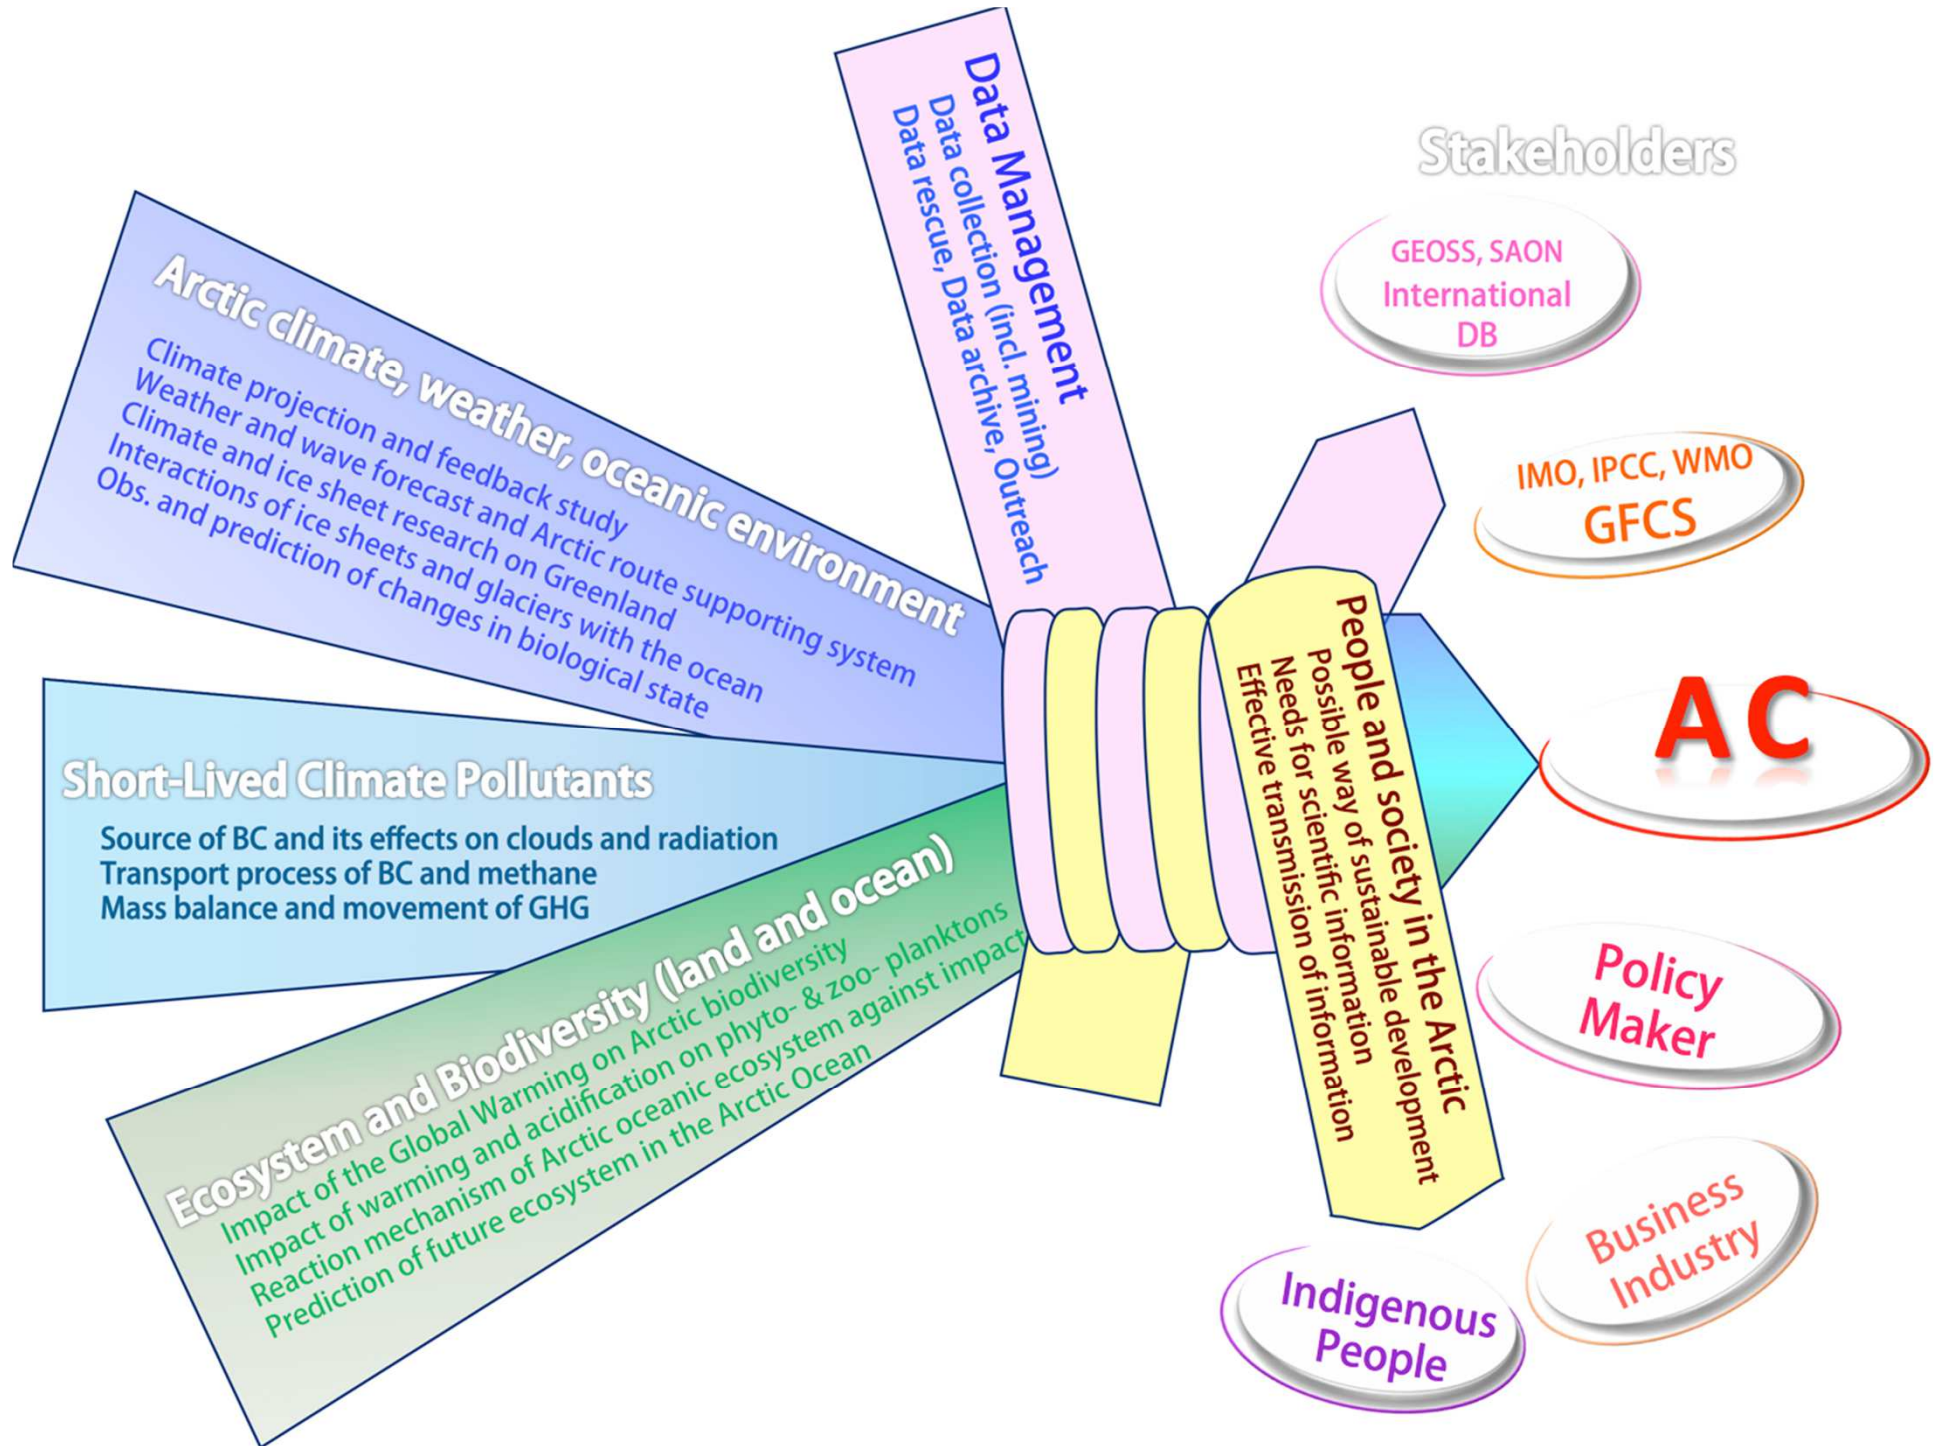 Data Management
Data collection (incl. mining)
Data rescue, Data archive, Outreach
Stakeholders
GEOSS, SAON
International
DB
IMO, IPCC, WMO
GFCS
AC
Policy
Maker
Business
Industry
Indigenous
People
Arctic climate, weather, oceanic environment
Climate projection and feedback study
Weather and wave forecast and Arctic route supporting system
Climate and ice sheet research on Greenland
Interactions of ice sheets and glaciers with the ocean
Obs. and prediction of changes in biological state
Short-Lived Climate Pollutants
Source of BC and its effects on clouds and radiation
Transport process of BC and methane
Mass balance and movement of GHG
Ecosystem and Biodiversity (land and ocean)
Impact of the Global Warming on Arctic biodiversity
Impact of warming and acidification on phyto- & zoo- planktons
Reaction mechanism of Arctic oceanic ecosystem against impact
Prediction of future ecosystem in the Arctic Ocean
People and society in the Arctic
Possible way of sustainable development
Needs for scientific information
Effective transmission of information